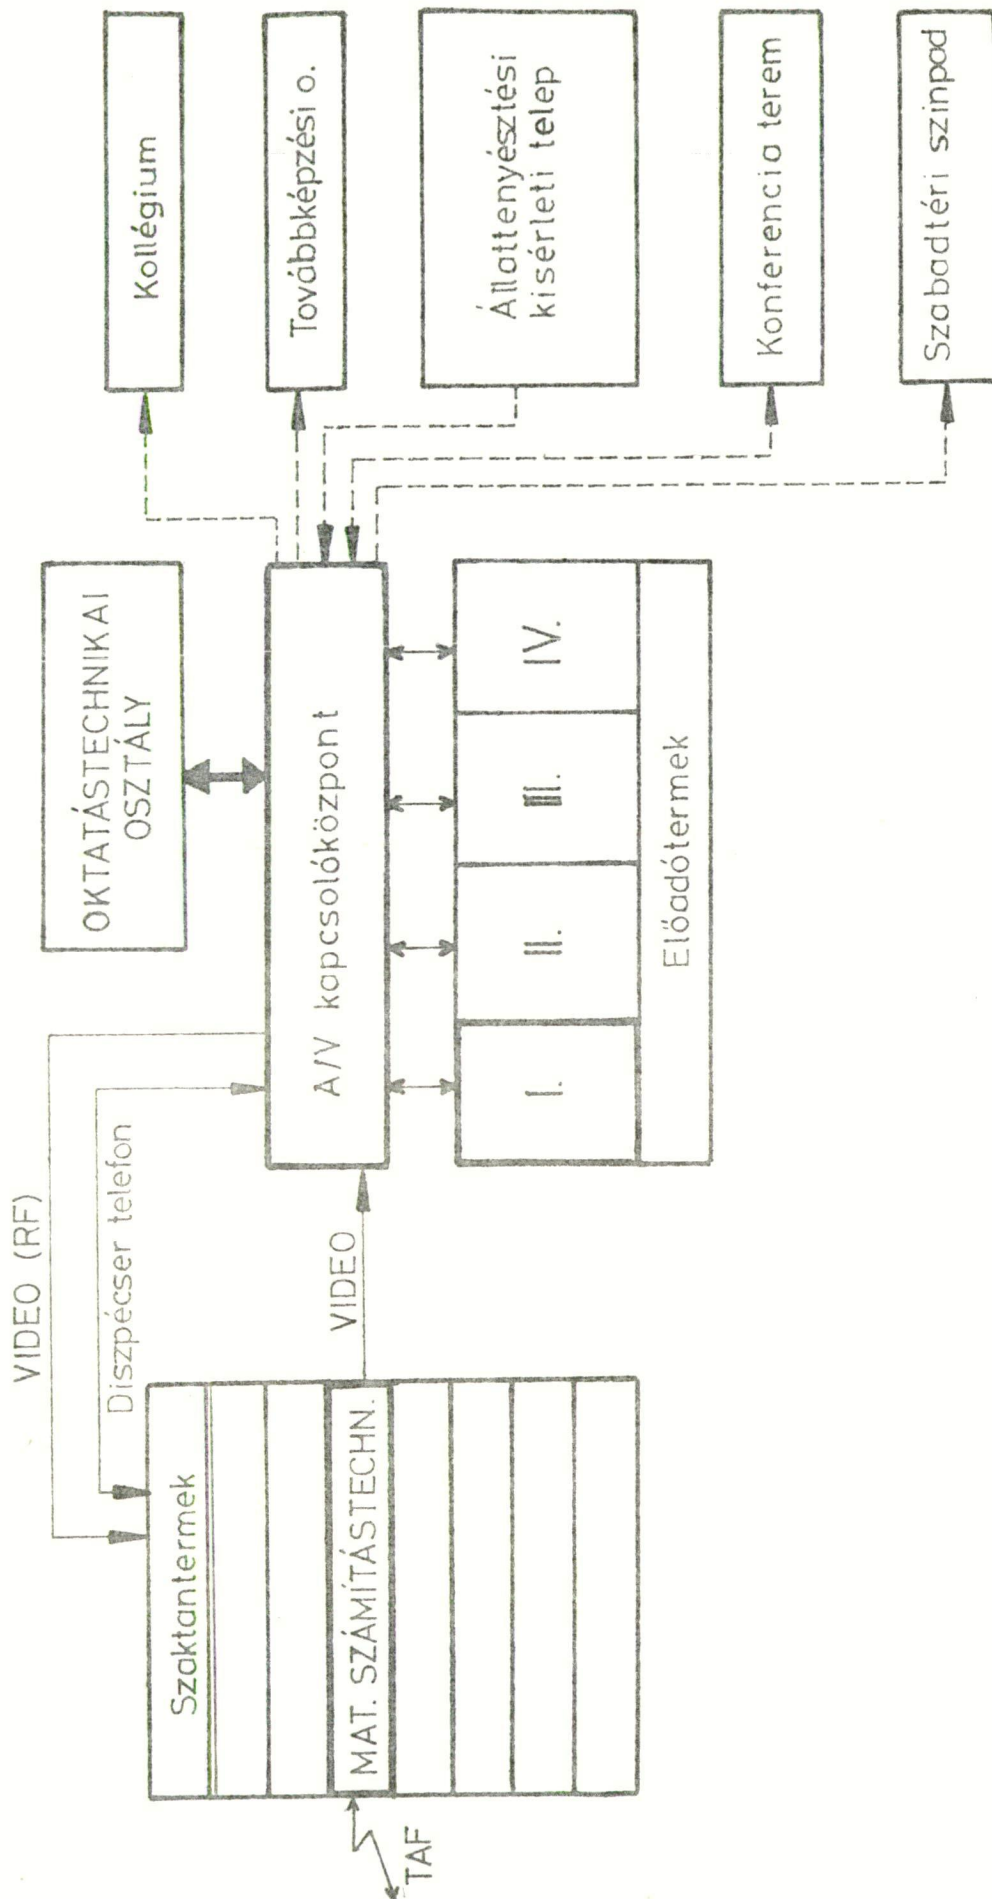 VIDEO (RF)
Diszpécser telefon
Szaktantermek
MAT. SZÁMÍTÁSTECHN.
TAF
VIDEO
OKTATÁSTECHNIKAI
OSZTÁLY
A/V kapcsolóközpont
I.
II.
III.
IV.
Előadótermek
Kollégium
Továbbképzési o.
Állattenyésztési
kisérleti telep
Konferencia terem
Szabadtéri szinpad